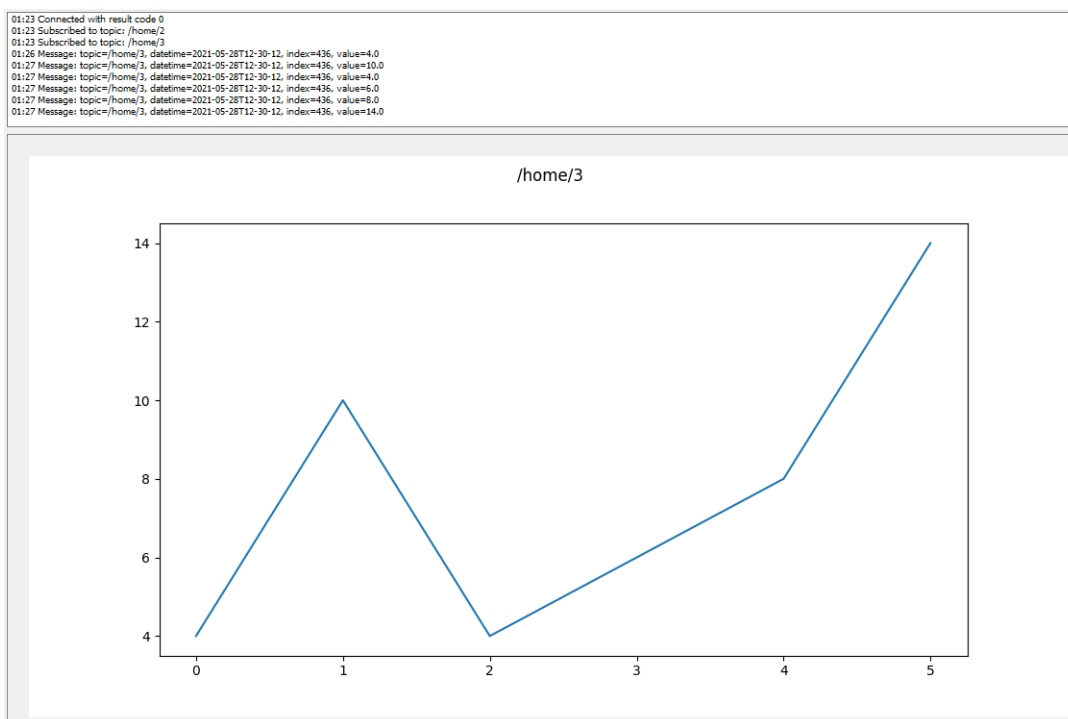 01:23 Connected with result code 0
01:23 Subscribed to topic: /home/2
01:23 Subscribed to topic: /home/3
01:26 Message: topic=/home/3, datetime=2021-05-28T12-30-12, index=436, value=4.0
01:27 Message: topic=/home/3, datetime=2021-05-28T12-30-12, index=436, value=10.0
01:27 Message: topic=/home/3, datetime=2021-05-28T12-30-12, index=436, value=4.0
01:27 Message: topic=/home/3, datetime=2021-05-28T12-30-12, index=436, value=6.0
01:27 Message: topic=/home/3, datetime=2021-05-28T12-30-12, index=436, value=8.0
01:27 Message: topic=/home/3, datetime=2021-05-28T12-30-12, index=436, value=14.0
/home/3
14
12
10
8
6
4
0 1 2 3 4 5